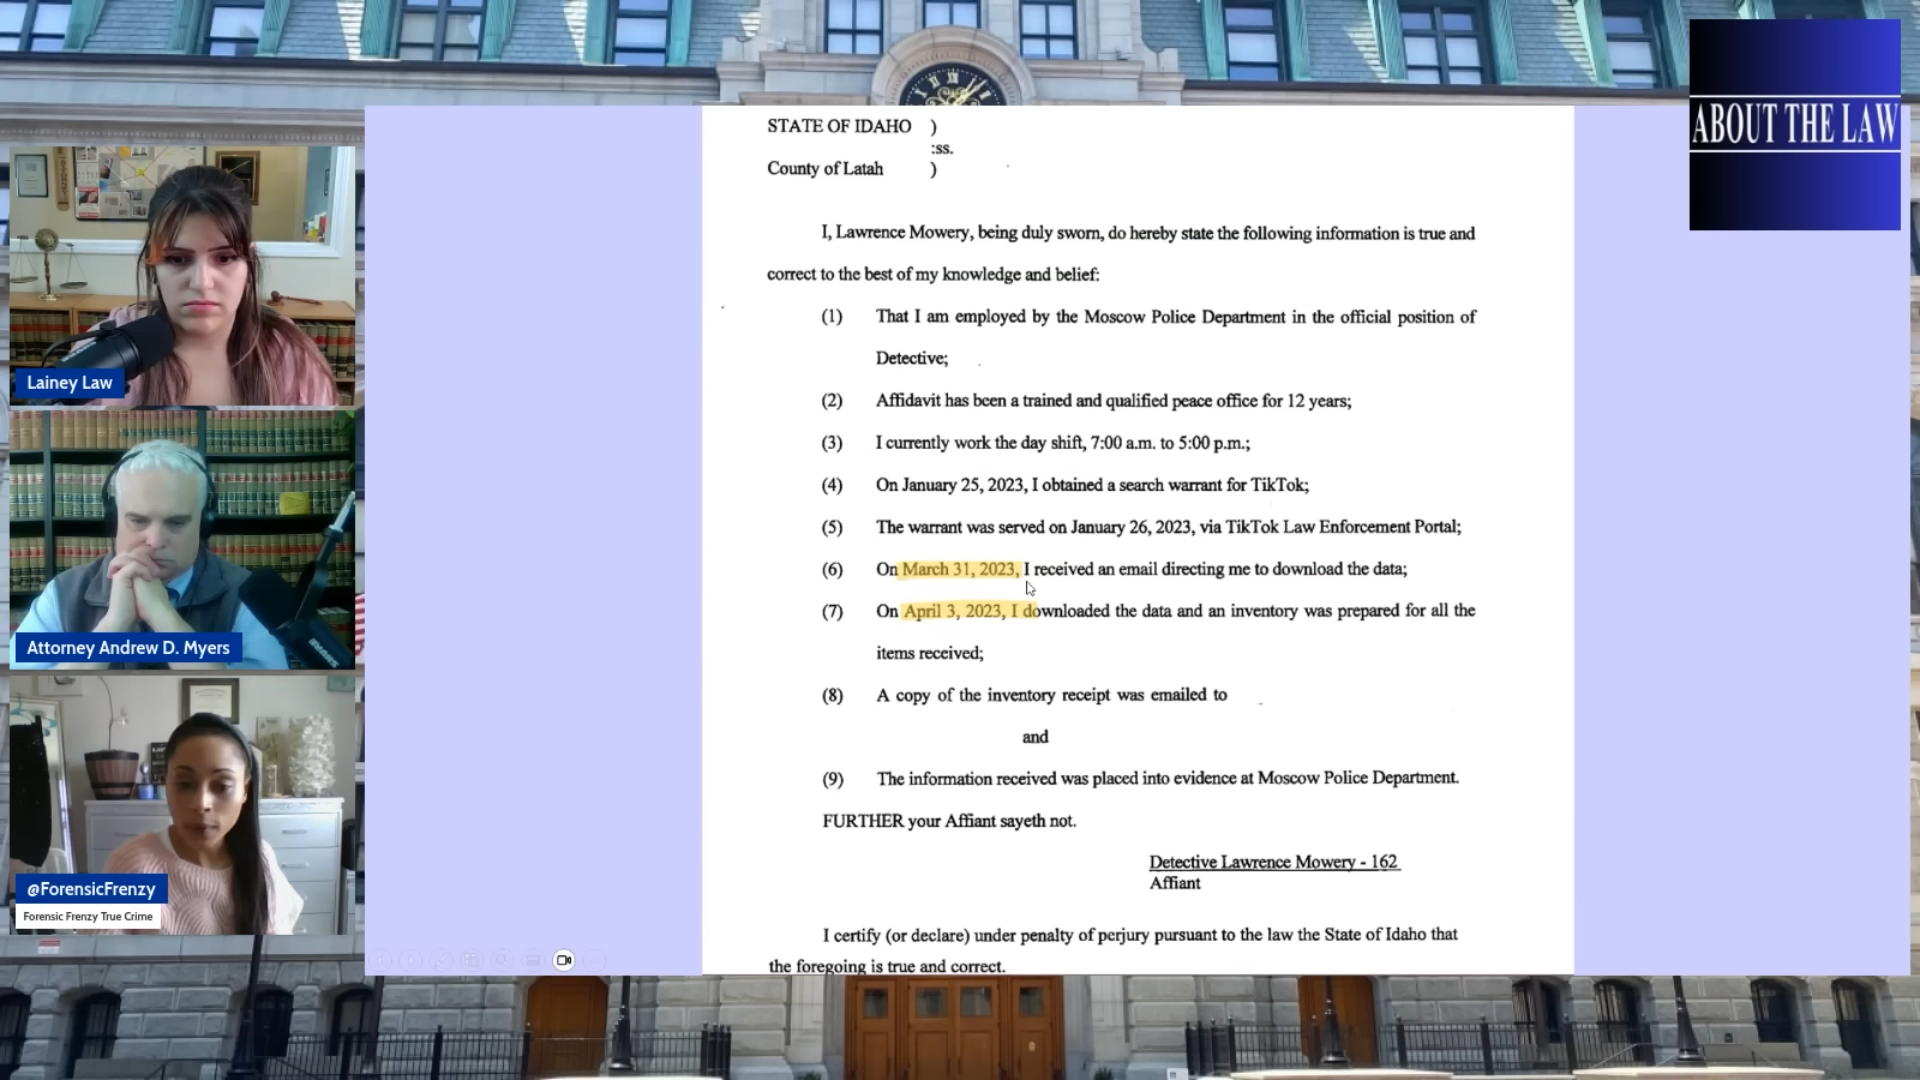 ABOUT THE LAW
STATE OF IDAHO )
:ss.
County of Latah )
I, Lawrence Mowery, being duly sworn, do hereby state the following information is true and
correct to the best of my knowledge and belief:
(1) That I am employed by the Moscow Police Department in the official position of
Detective;
(2) Affidavit has been a trained and qualified peace office for 12 years;
(3) I currently work the day shift, 7:00 a.m. to 5:00 p.m.;
(4) On January 25, 2023, I obtained a search warrant for TikTok;
(5) The warrant was served on January 26, 2023, via TikTok Law Enforcement Portal;
(6) On March 31, 2023, I received an email directing me to download the data;
(7) On April 3, 2023, I downloaded the data and an inventory was prepared for all the
items received;
(8) A copy of the inventory receipt was emailed to
and
(9) The information received was placed into evidence at Moscow Police Department.
FURTHER your Affiant sayeth not.
Detective Lawrence Mowery - 162
Affiant
I certify (or declare) under penalty of perjury pursuant to the law the State of Idaho that
the foregoing is true and correct.
Lainey Law
Attorney Andrew D. Myers
@ForensicFrenzy
Forensic Frenzy True Crime